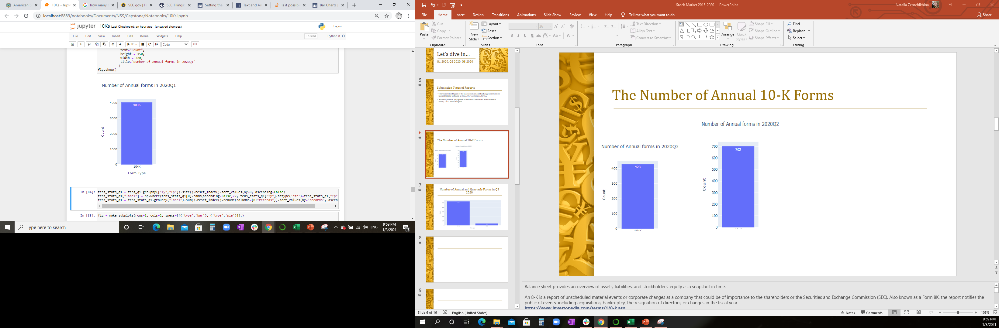 American S
10Ks - Jupy
how many
SEC.gov | F
SEC Filings
Setting the
Text and A
Is it possibl
Bar Charts
localhost:8889/notebooks/Documents/NSS/Capstone/Notebooks/10Ks.ipynb
jupyter 10Ks Last Checkpoint: an hour ago (unsaved changes)
Logout
File Edit View Insert Cell Kernel Widgets Help
Trusted
Python 3
Run
Code
text="Count",
height = 450,
width = 320,
title="Number of Annual forms in 2020Q1"
)
fig.show()
Number of Annual forms in 2020Q1
4036
4000
3000
2000
1000
0
Count
10-K
Form Type
In [84]: tens_stats_q1 = tens_q1.groupby(["fy","fp"]).size().reset_index().sort_values(by=0, ascending=False)
tens_stats_q1["label"] = np.where(tens_stats_q1[0].rank(ascending=False)<7, tens_stats_q1["fy"].astype('str')+tens_stats_q1["fp"
tens_stats_q1 = tens_stats_q1.groupby("label").sum().reset_index().rename(columns={0:"records"}).sort_values(by="records", ascen
In [85]: fig = make_subplots(rows=1, cols=2, specs=[[{'type':'bar'}, {'type':'pie'}]],)
Type here to search
ENG
9:59 PM
1/3/2021
11
Stock Market 2015-2020 - PowerPoint
Natalia Zemchikhina
File Home Insert Design Transitions Animations Slide Show Review View Help Tell me what you want to do
Share
Paste
Cut
Copy
Format Painter
Clipboard
New
Slide
Layout
Reset
Section
Slides
36
B I U S abc AV Aa A
Font
Text Direction
Align Text
Convert to SmartArt
Paragraph
Arrange
Quick
Styles
Shape Fill
Shape Outline
Shape Effects
Drawing
Find
Replace
Select
Editing
Let's dive in...
Q1 2020, Q2 2020, Q3 2020
5
Submission Types of Reports
There are lots of types of the U.S. Securities and Exchange Commission
forms that can be found at https://www.sec.gov/forms.
However, we will pay special attention to one of the most common
forms, 10-K, Annual report.
6
The Number of Annual 10-K Forms
7
Number of Annual and Quarterly Forms in Q3
2020
8
9
The Number of Annual 10-K Forms
Number of Annual forms in 2020Q3
428
400
300
200
100
0
Count
10-K
Number of Annual forms in 2020Q2
702
700
600
500
400
300
200
100
0
Count
Balance sheet provides an overview of assets, liabilities, and stockholders' equity as a snapshot in time.
An 8-K is a report of unscheduled material events or corporate changes at a company that could be of importance to the shareholders or the Securities and Exchange Commission (SEC). Also known as a Form 8K, the report notifies the
public of events, including acquisitions, bankruptcy, the resignation of directors, or changes in the fiscal year.
https://www.investopedia.com/terms/1/8-k.asp
Slide 6 of 16
English (United States)
Notes
Comments
103%
9:59 PM
1/3/2021